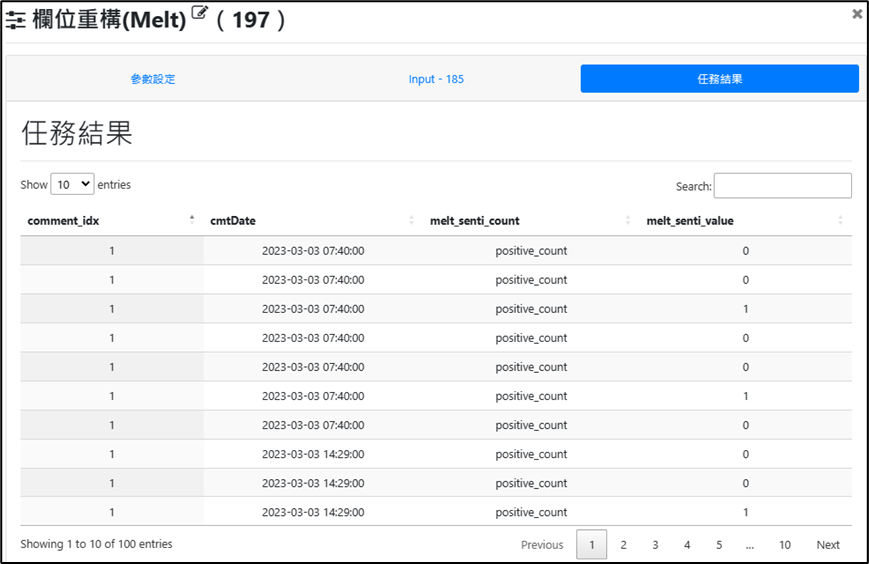 欄位重構(Melt) ( 197 )
參數設定 Input - 185 任務結果
任務結果
Show 10 entries Search:
comment_idx cmtDate melt_senti_count melt_senti_value
1 2023-03-03 07:40:00 positive_count 0
1 2023-03-03 07:40:00 positive_count 0
1 2023-03-03 07:40:00 positive_count 1
1 2023-03-03 07:40:00 positive_count 0
1 2023-03-03 07:40:00 positive_count 0
1 2023-03-03 07:40:00 positive_count 1
1 2023-03-03 07:40:00 positive_count 0
1 2023-03-03 14:29:00 positive_count 0
1 2023-03-03 14:29:00 positive_count 0
1 2023-03-03 14:29:00 positive_count 1
Showing 1 to 10 of 100 entries Previous 1 2 3 4 5 ... 10 Next